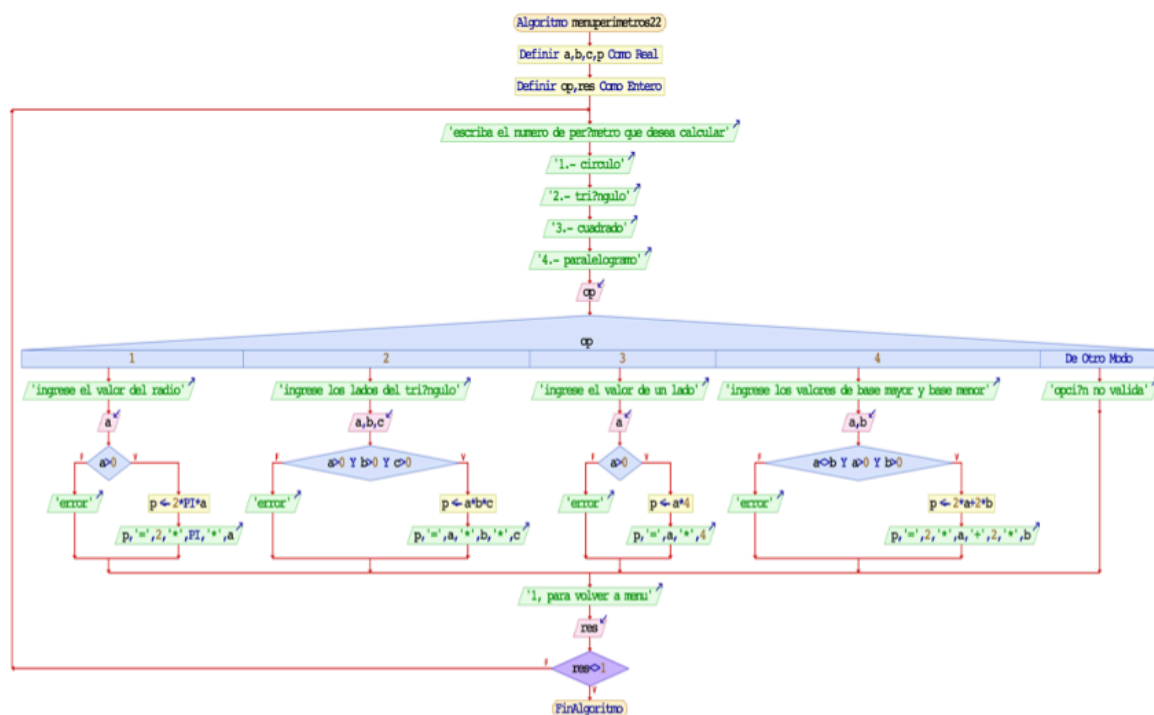 Algoritmo menuperimetros22
Definir a,b,c,p Como Real
Definir op,res Como Entero
'escriba el numero de per?metro que desea calcular'
'1.- circulo'
'2.- tri?ngulo'
'3.- cuadrado'
'4.- paralelogramo'
op
op
1 2 3 4 De Otro Modo
'ingrese el valor del radio' 'ingrese los lados del tri?ngulo' 'ingrese el valor de un lado' 'ingrese los valores de base mayor y base menor' 'opci?n no valida'
a a,b,c a a,b
F a>0 V F a>0 Y b>0 Y c>0 V F a>0 V F a<>b Y a>0 Y b>0 V
'error' p<-2*PI*a 'error' p<-a*b*c 'error' p<-a*4 'error' p<-2*a+2*b
p,'=',2,'*',PI,'*',a p,'=',a,'*',b,'*',c p,'=',a,'*',4 p,'=',2,'*',a,'+',2,'*',b
'1, para volver a menu'
res
F res<>1
V
FinAlgoritmo